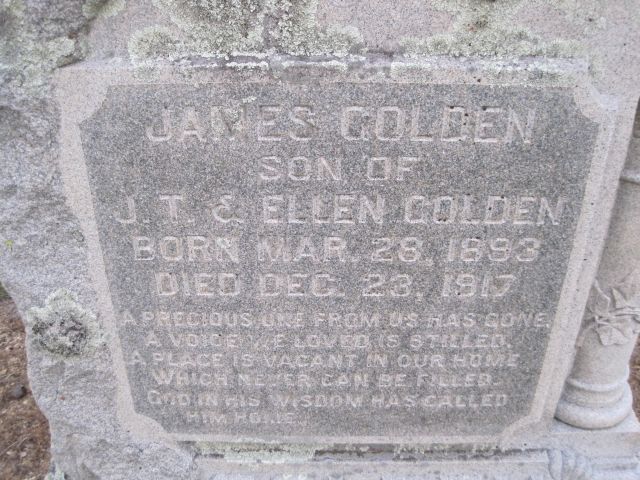 JAMES GOLDEN
SON OF
J. T. & ELLEN GOLDEN
BORN MAR. 28, 1893
DIED DEC. 23, 1917
A PRECIOUS ONE FROM US HAS GONE,
A VOICE WE LOVED IS STILLED.
A PLACE IS VACANT IN OUR HOME
WHICH NEVER CAN BE FILLED.
GOD IN HIS WISDOM HAS CALLED
HIM HOME.